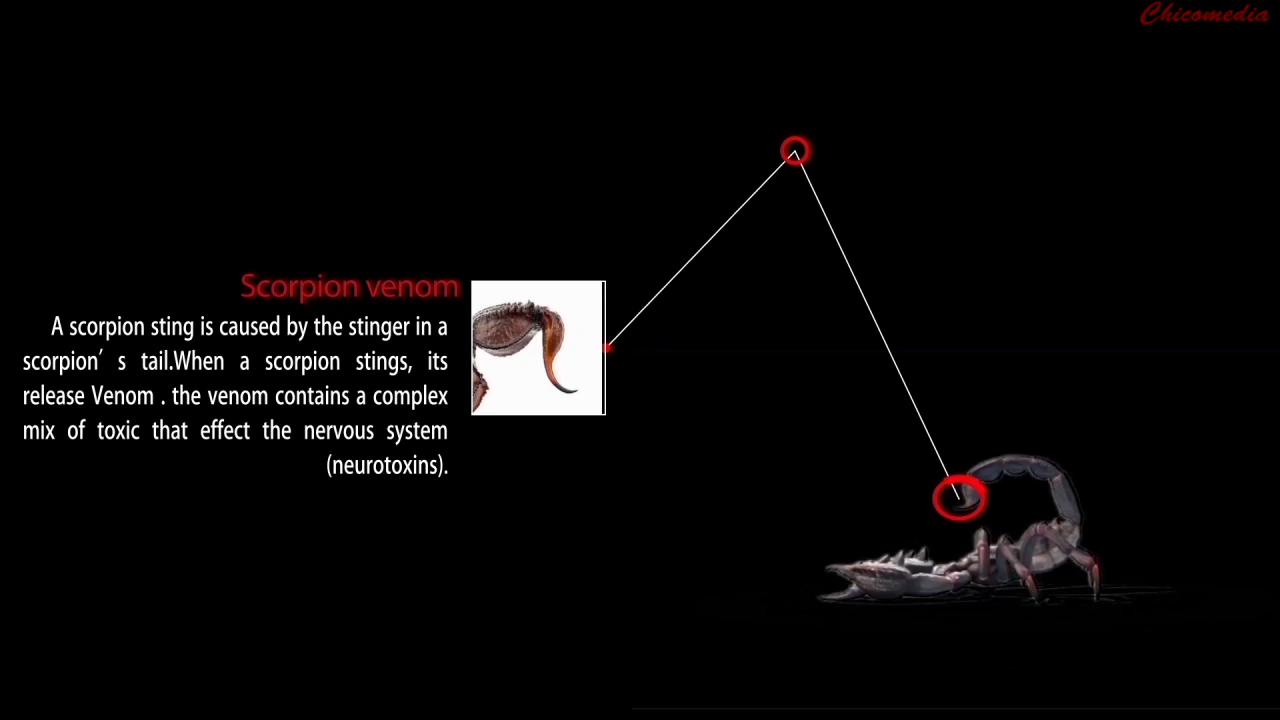 Chicomedia
Scorpion venom
A scorpion sting is caused by the stinger in a
scorpion’ s tail.When a scorpion stings, its
release Venom . the venom contains a complex
mix of toxic that effect the nervous system
(neurotoxins).